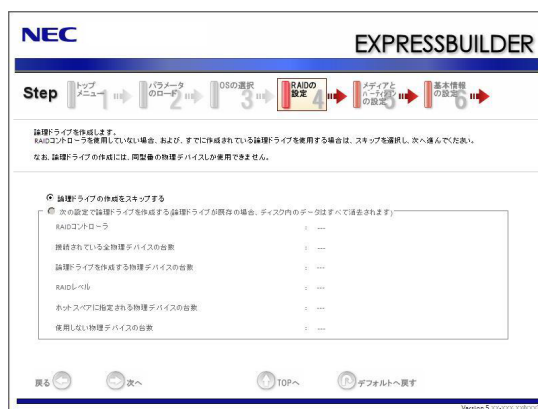 NEC
EXPRESSBUILDER
Step
トップメニュー 1
パラメータのロード 2
OSの選択 3
RAIDの設定 4
メディアとパーティションの設定 5
基本情報の設定 6
論理ドライブを作成します。
RAIDコントローラを使用していない場合、および、すでに作成されている論理ドライブを使用する場合は、スキップを選択し、次へ進んでください。
なお、論理ドライブの作成には、同型番の物理デバイスしか使用できません。
論理ドライブの作成をスキップする
次の設定で論理ドライブを作成する(論理ドライブが既存の場合、ディスク内のデータはすべて消去されます)
RAIDコントローラ : ---
接続されている全物理デバイスの台数 : ---
論理ドライブを作成する物理デバイスの台数 : ---
RAIDレベル : ---
ホットスペアに指定される物理デバイスの台数 : ---
使用しない物理デバイスの台数 : ---
戻る 次へ TOPへ デフォルトへ戻す
Version 5